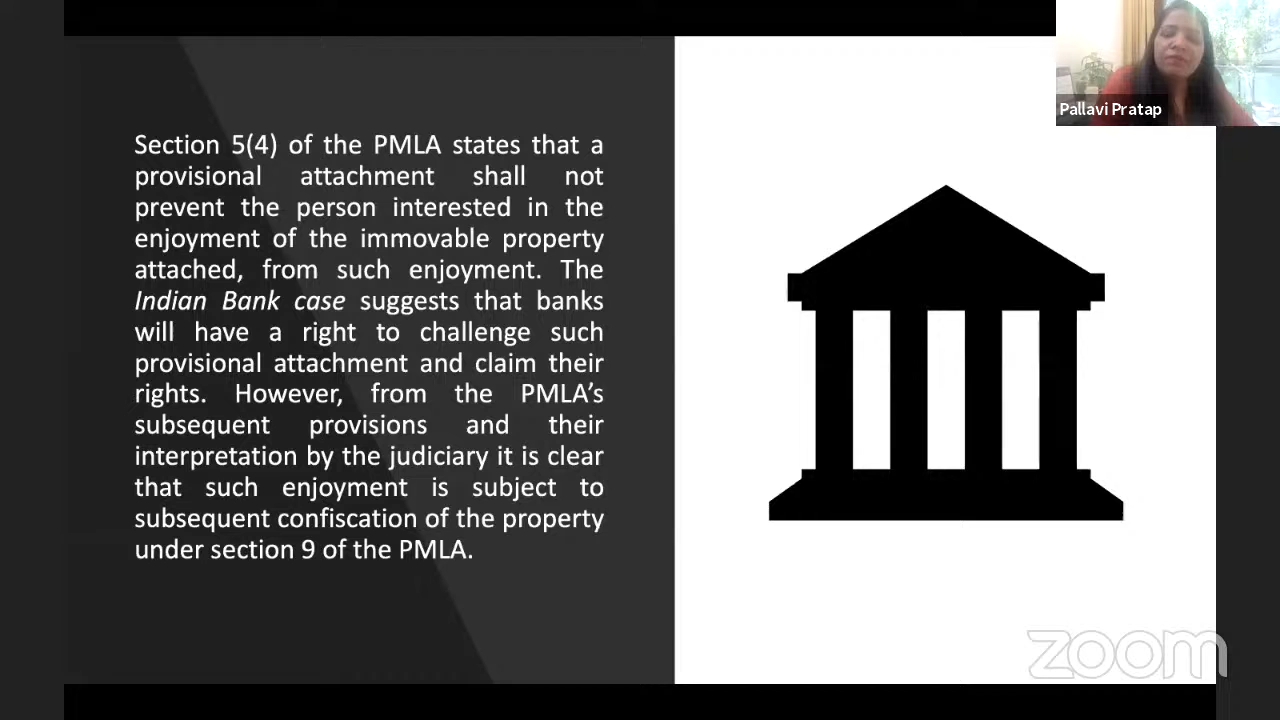 Pallavi Pratap
Section 5(4) of the PMLA states that a
provisional attachment shall not
prevent the person interested in the
enjoyment of the immovable property
attached, from such enjoyment. The
Indian Bank case suggests that banks
will have a right to challenge such
provisional attachment and claim their
rights. However, from the PMLA’s
subsequent provisions and their
interpretation by the judiciary it is clear
that such enjoyment is subject to
subsequent confiscation of the property
under section 9 of the PMLA.
zoom